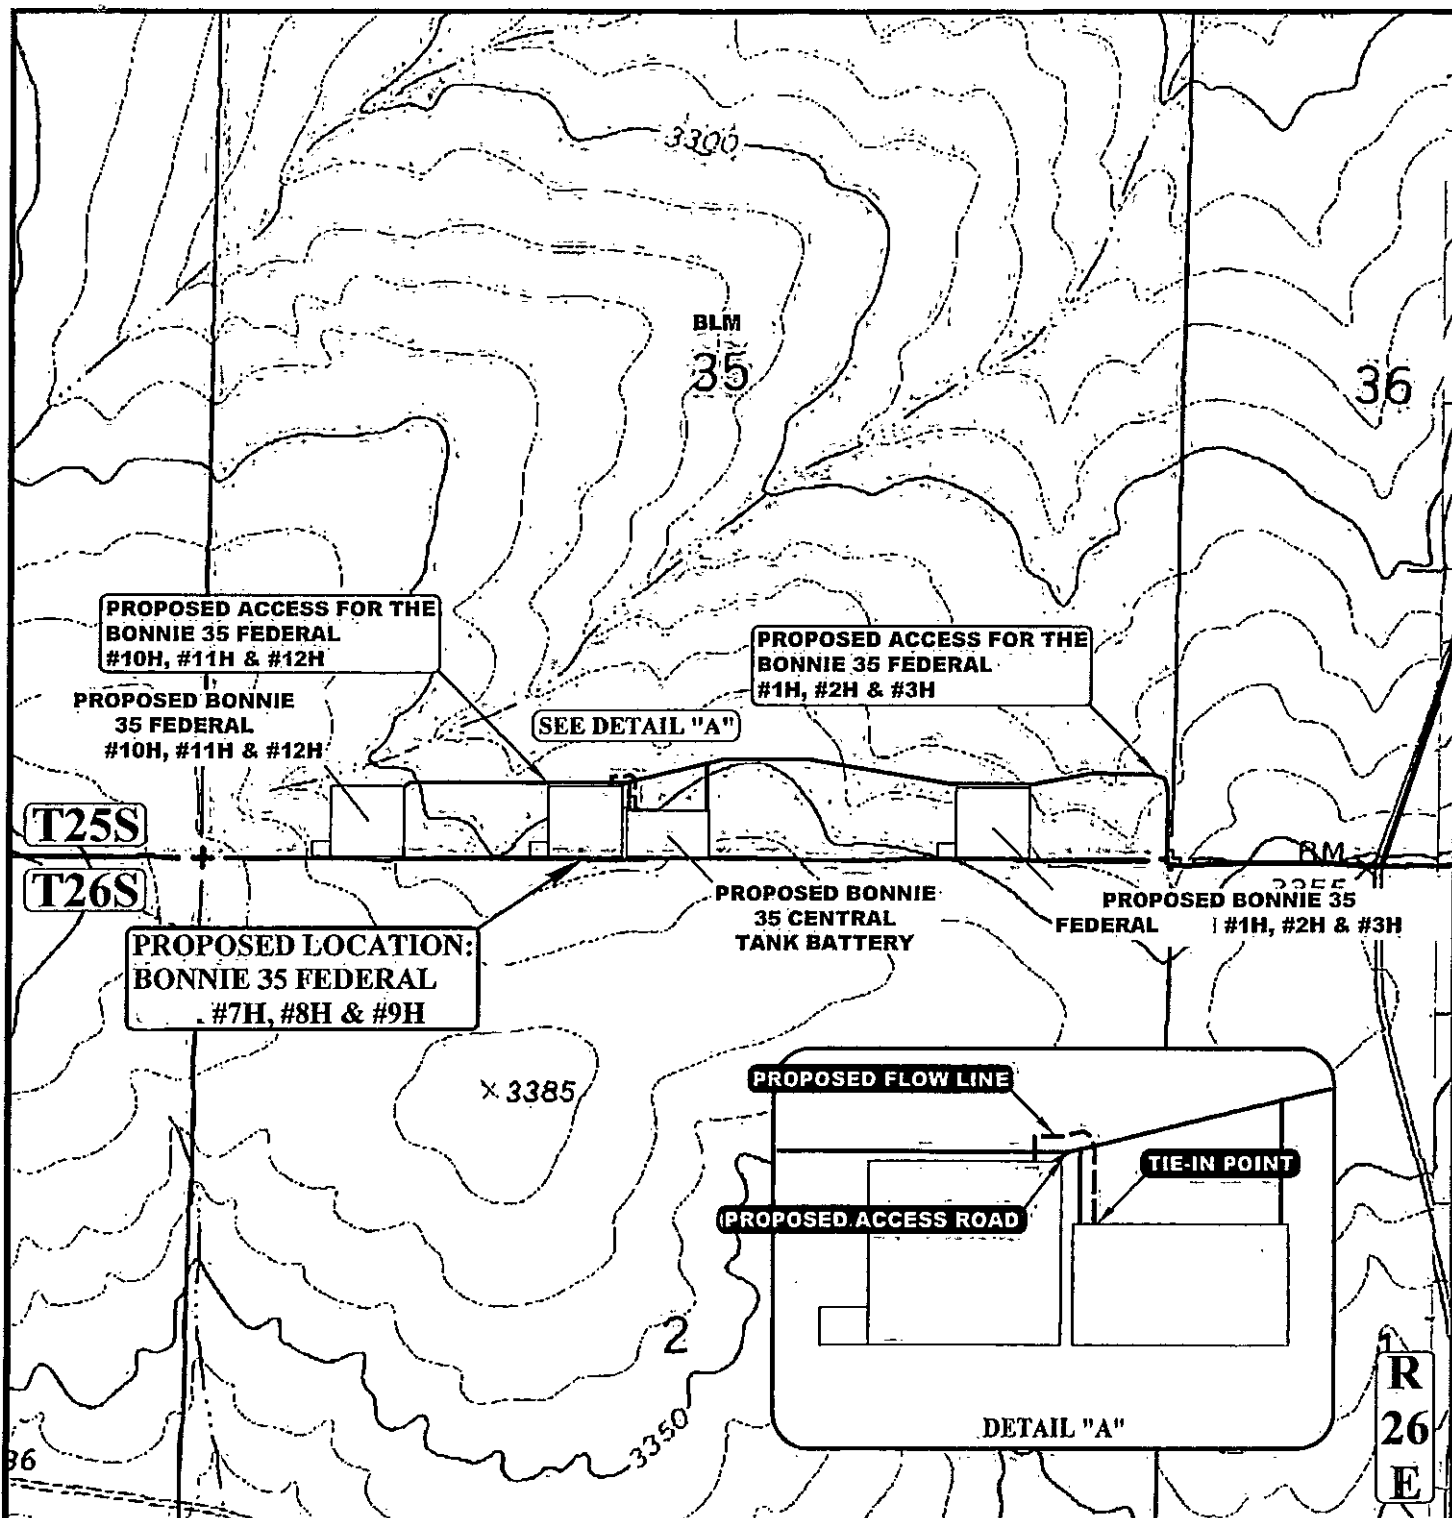 3300
BLM
35
36
PROPOSED ACCESS FOR THE
BONNIE 35 FEDERAL
#10H, #11H & #12H
PROPOSED ACCESS FOR THE
BONNIE 35 FEDERAL
#1H, #2H & #3H
PROPOSED BONNIE
35 FEDERAL
#10H, #11H & #12H
SEE DETAIL "A"
T25S
T26S
BM
PROPOSED BONNIE
35 CENTRAL
TANK BATTERY
PROPOSED BONNIE 35
FEDERAL #1H, #2H & #3H
PROPOSED LOCATION:
BONNIE 35 FEDERAL
#7H, #8H & #9H
3385
PROPOSED FLOW LINE
TIE-IN POINT
PROPOSED ACCESS ROAD
DETAIL "A"
2
3350
R
26
E